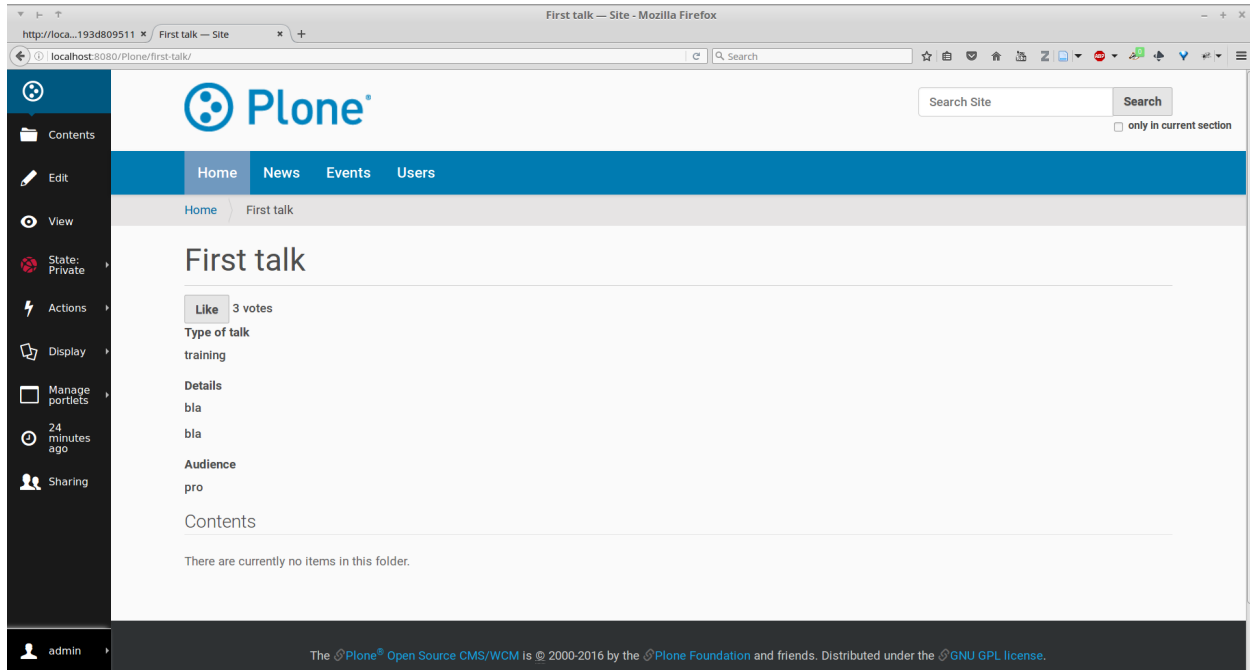 First talk — Site - Mozilla Firefox
http://loca...193d809511 × First talk — Site × +
localhost:8080/Plone/first-talk/ Search
Plone®
Search Site Search
only in current section
Contents
Edit
View
State: Private
Actions
Display
Manage portlets
24 minutes ago
Sharing
admin
Home News Events Users
Home First talk
First talk
Like 3 votes
Type of talk
training
Details
bla
bla
Audience
pro
Contents
There are currently no items in this folder.
The Plone® Open Source CMS/WCM is © 2000-2016 by the Plone Foundation and friends. Distributed under the GNU GPL license.